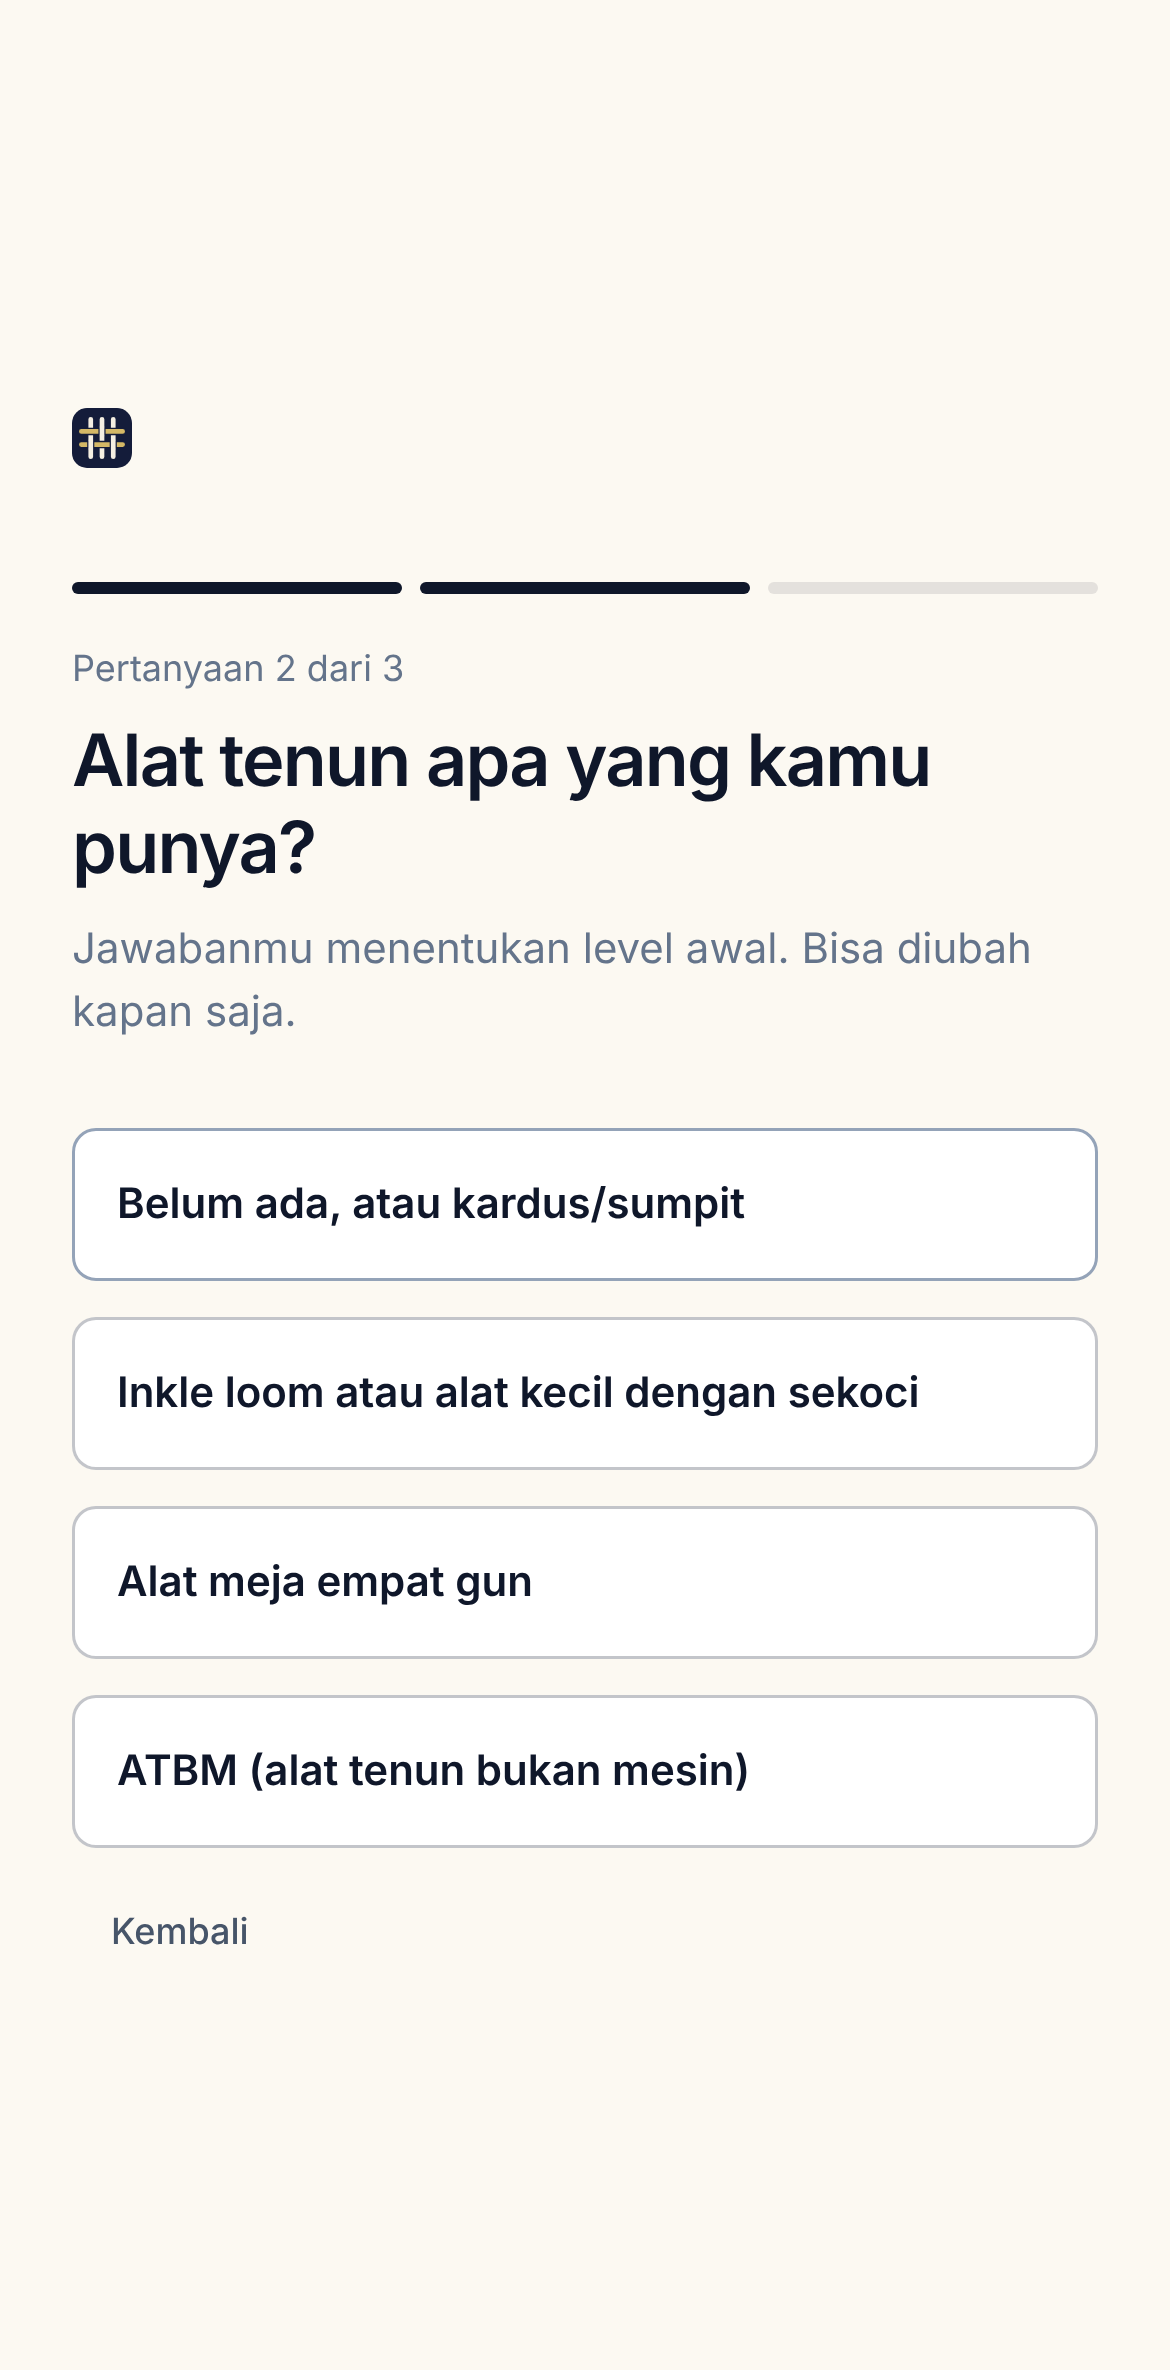 Pertanyaan 2 dari 3
Alat tenun apa yang kamu
punya?
Jawabanmu menentukan level awal. Bisa diubah
kapan saja.
Belum ada, atau kardus/sumpit
Inkle loom atau alat kecil dengan sekoci
Alat meja empat gun
ATBM (alat tenun bukan mesin)
Kembali